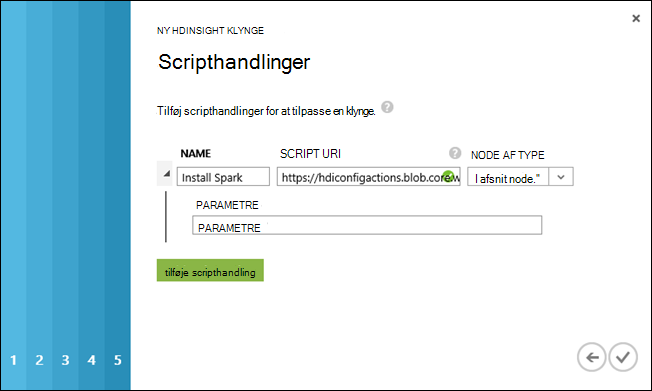 NY HDINSIGHT KLYNGE
Scripthandlinger
Tilføj scripthandlinger for at tilpasse en klynge. ?
NAME SCRIPT URI ? NODE AF TYPE
Install Spark https://hdiconfigactions.blob.core.w I afsnit node."
PARAMETRE
PARAMETRE
tilføje scripthandling
1 2 3 4 5